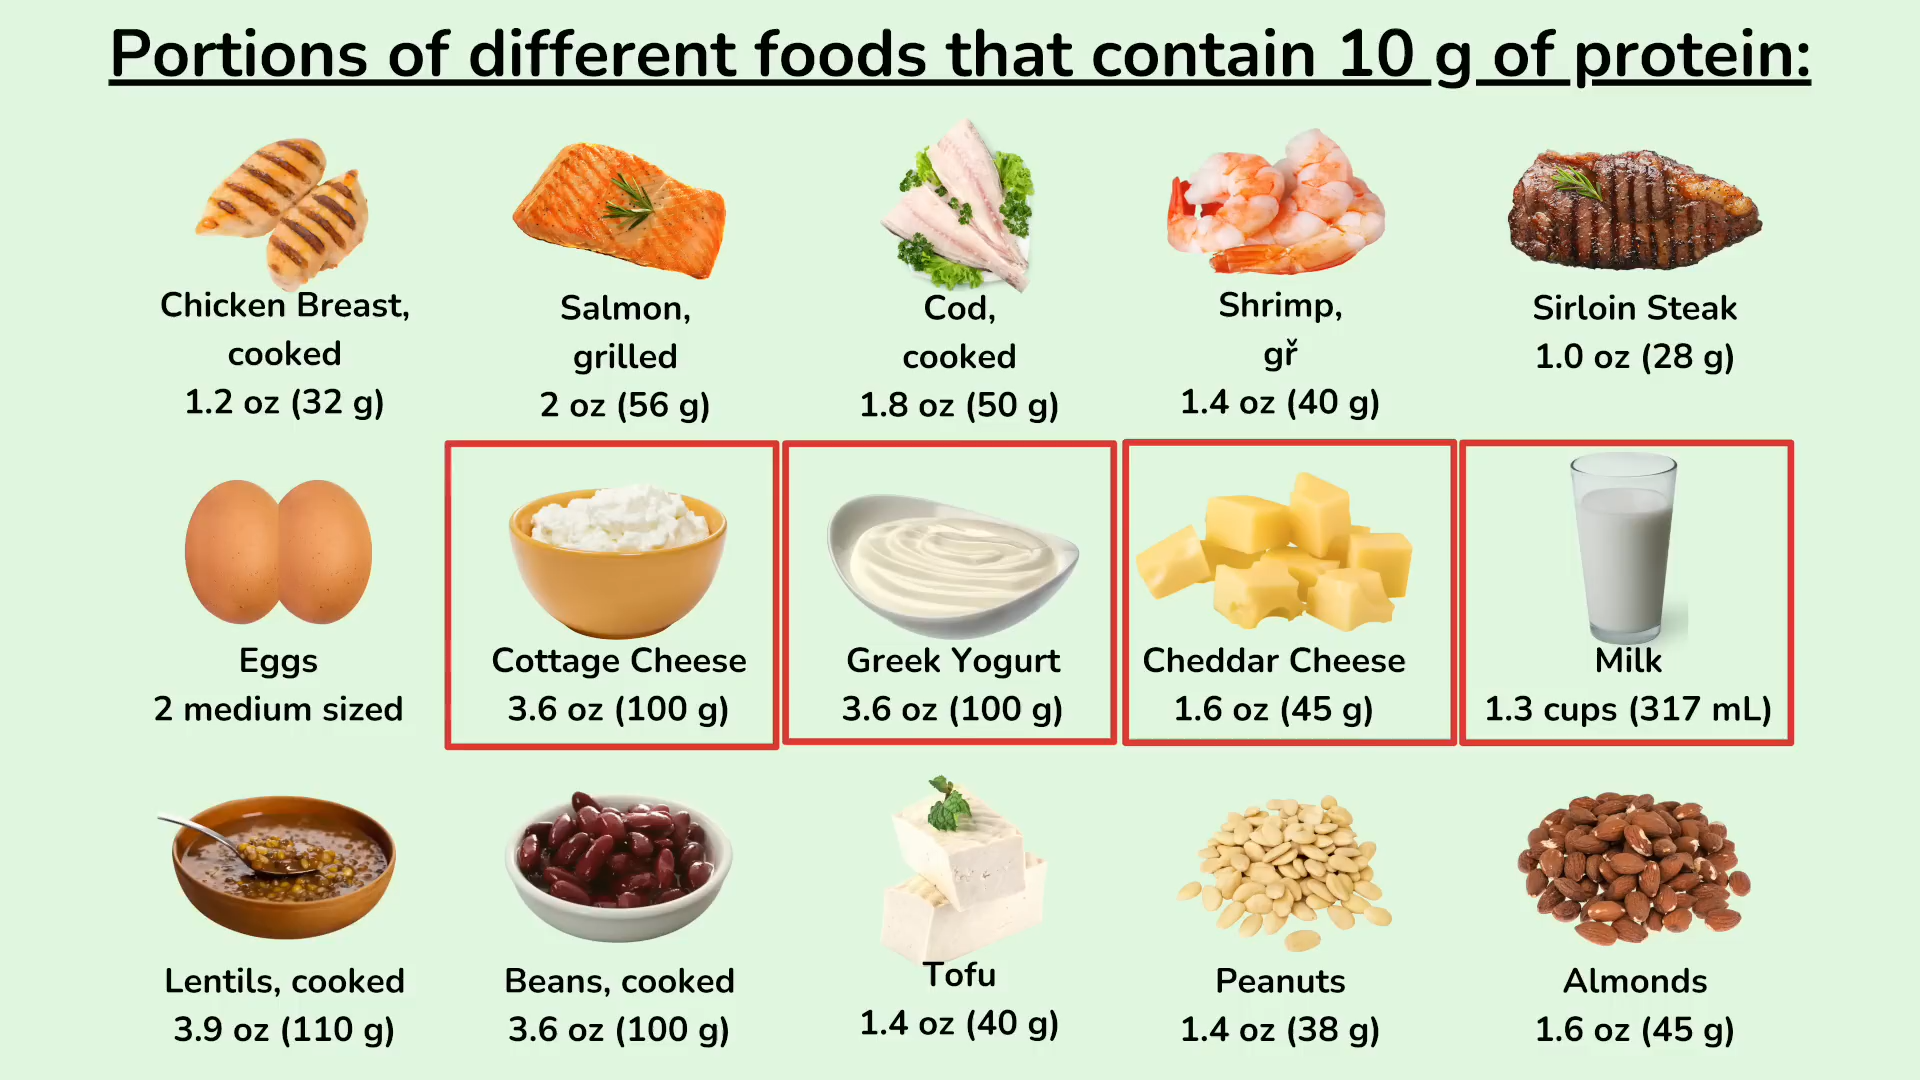 Portions of different foods that contain 10 g of protein:
Chicken Breast,
cooked
1.2 oz (32 g)
Salmon,
grilled
2 oz (56 g)
Cod,
cooked
1.8 oz (50 g)
Shrimp,
gř
1.4 oz (40 g)
Sirloin Steak
1.0 oz (28 g)
Eggs
2 medium sized
Cottage Cheese
3.6 oz (100 g)
Greek Yogurt
3.6 oz (100 g)
Cheddar Cheese
1.6 oz (45 g)
Milk
1.3 cups (317 mL)
Lentils, cooked
3.9 oz (110 g)
Beans, cooked
3.6 oz (100 g)
Tofu
1.4 oz (40 g)
Peanuts
1.4 oz (38 g)
Almonds
1.6 oz (45 g)